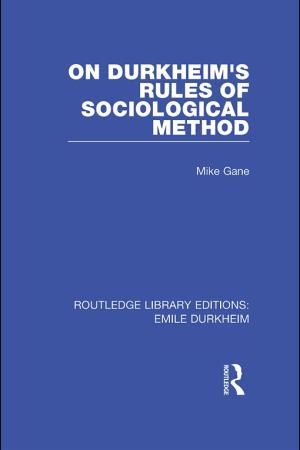 ON DURKHEIM'S
RULES OF
SOCIOLOGICAL
METHOD
Mike Gane
ROUTLEDGE LIBRARY EDITIONS:
EMILE DURKHEIM
ROUTLEDGE